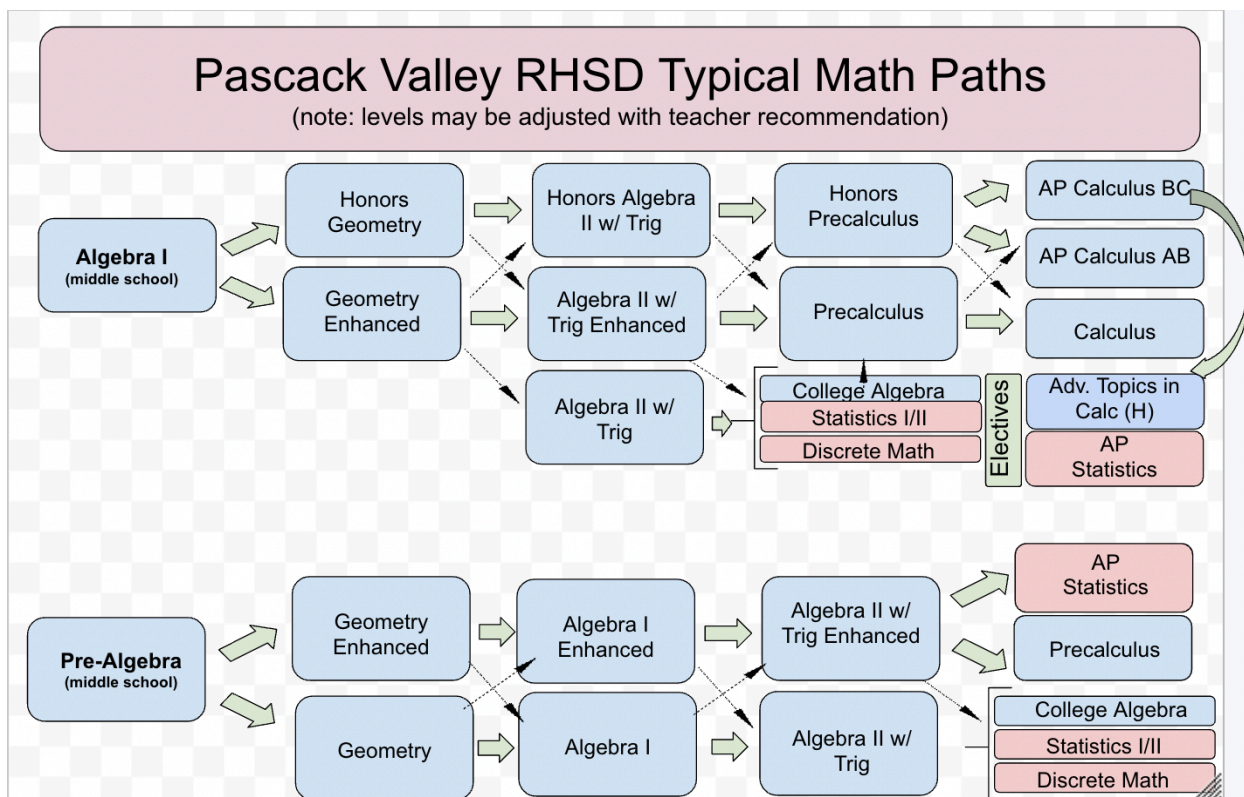 Pascack Valley RHSD Typical Math Paths
(note: levels may be adjusted with teacher recommendation)
Algebra I
(middle school)
Honors
Geometry
Geometry
Enhanced
Honors Algebra
II w/ Trig
Algebra II w/
Trig Enhanced
Algebra II w/
Trig
Honors
Precalculus
Precalculus
College Algebra
Statistics I/II
Discrete Math
Electives
AP Calculus BC
AP Calculus AB
Calculus
Adv. Topics in
Calc (H)
AP
Statistics
Pre-Algebra
(middle school)
Geometry
Enhanced
Geometry
Algebra I
Enhanced
Algebra I
Algebra II w/
Trig Enhanced
Algebra II w/
Trig
AP
Statistics
Precalculus
College Algebra
Statistics I/II
Discrete Math